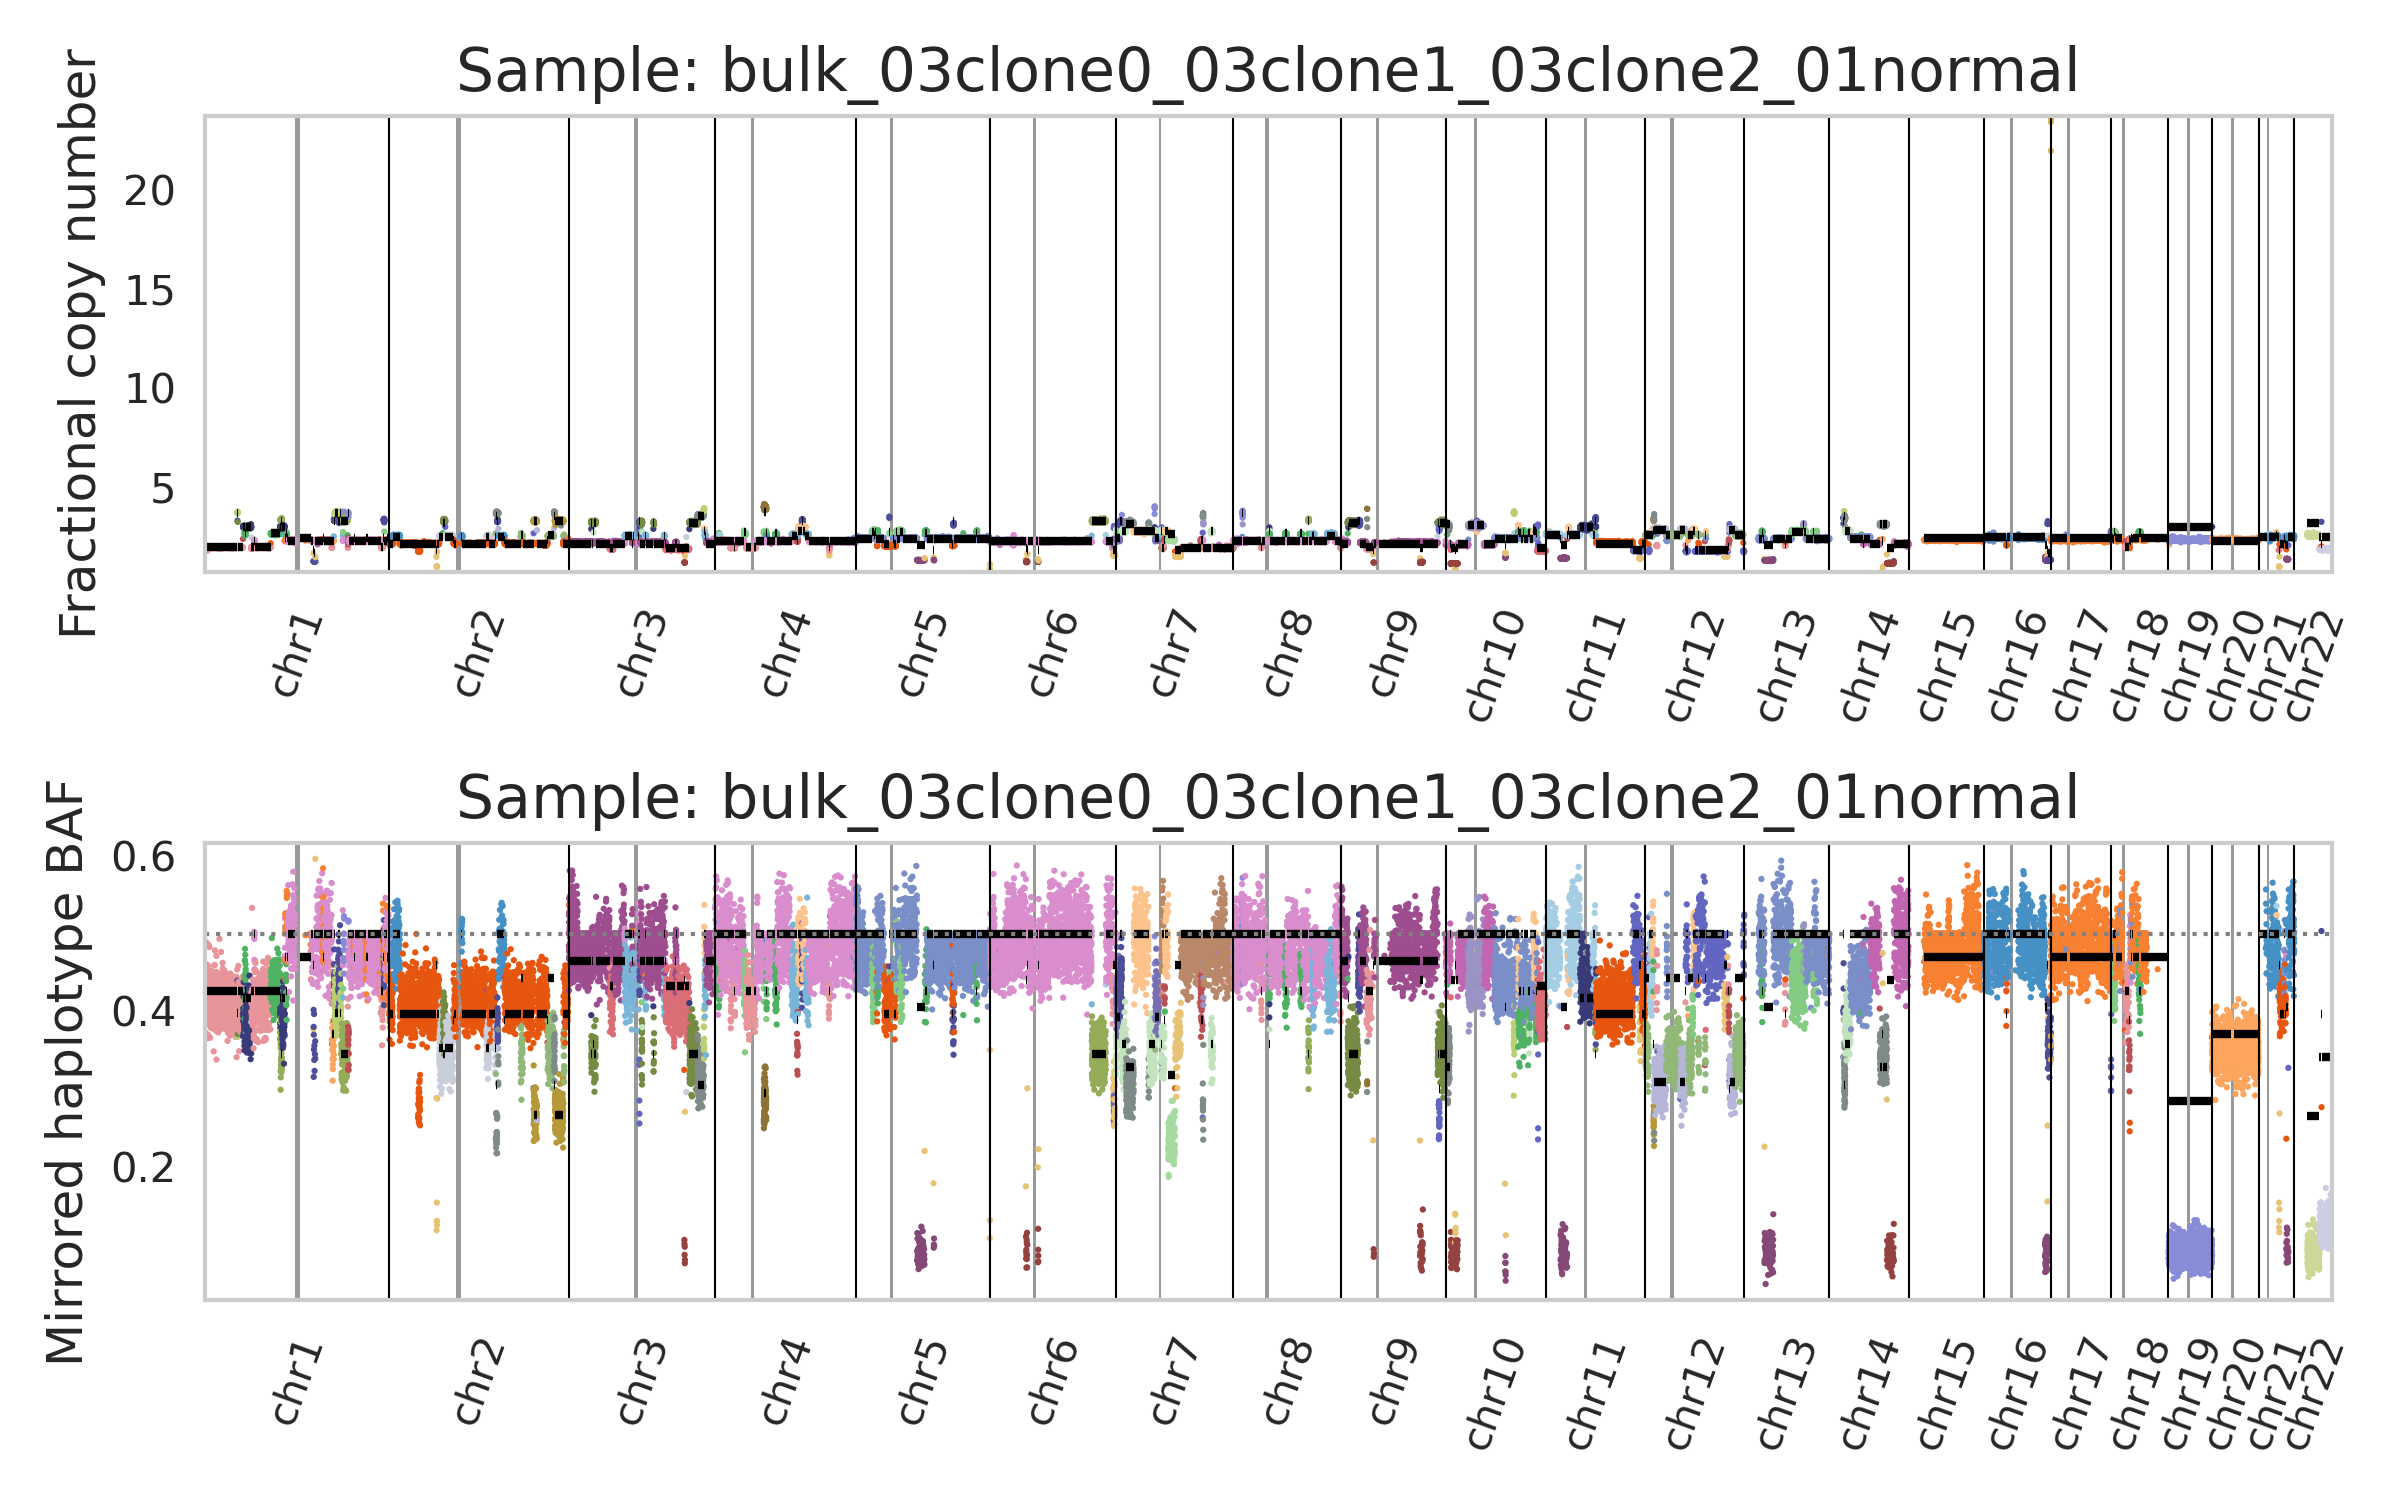 Sample: bulk_03clone0_03clone1_03clone2_01normal
Fractional copy number
20
15
10
5
chr1 chr2 chr3 chr4 chr5 chr6 chr7 chr8 chr9 chr10 chr11 chr12 chr13 chr14 chr15 chr16 chr17 chr18 chr19 chr20 chr21 chr22
Sample: bulk_03clone0_03clone1_03clone2_01normal
Mirrored haplotype BAF
0.6
0.4
0.2
chr1 chr2 chr3 chr4 chr5 chr6 chr7 chr8 chr9 chr10 chr11 chr12 chr13 chr14 chr15 chr16 chr17 chr18 chr19 chr20 chr21 chr22